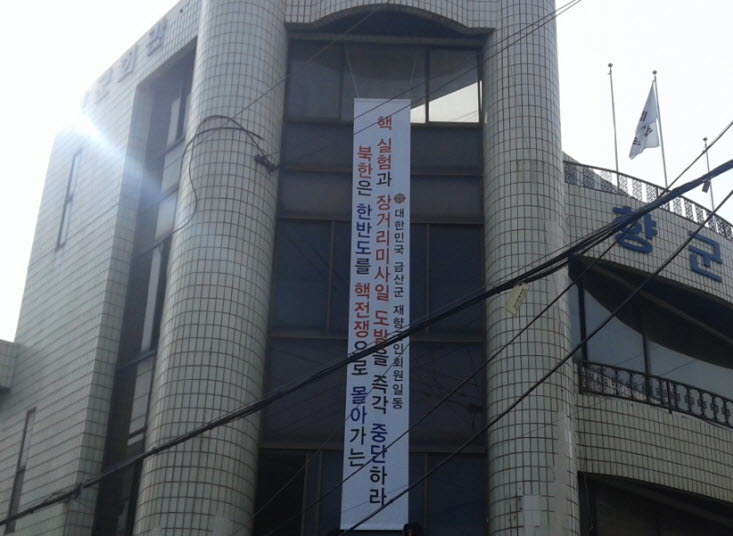 북한은 한반도를 핵전쟁으로 몰아가는
핵 실험과 장거리미사일 도발을 즉각 중단하라
대한민국 금산군 재향군인회원일동
향군